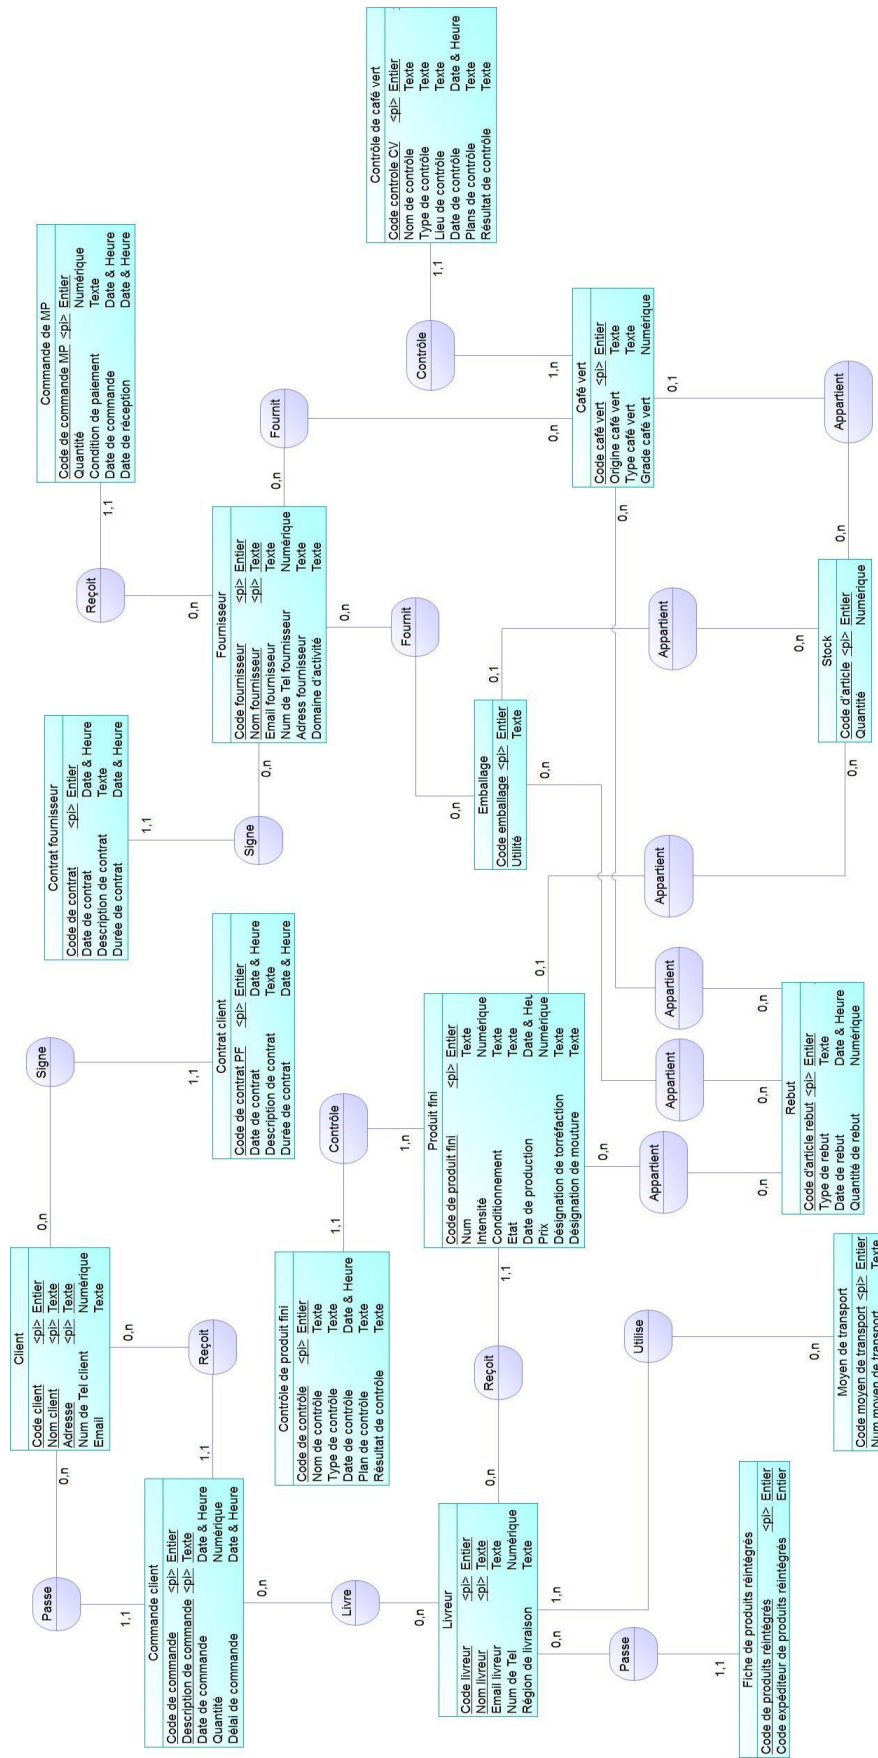 Client
Code client <pi> Entier
Nom client <pi> Texte
Adresse <pi> Texte
Num de Tel client Numérique
Email Texte
0,n
0,n
0,n
Passe
1,1
Reçoit
1,1
Signe
1,1
Commande client
Code de commande <pi> Entier
Description de commande <pi> Texte
Date de commande Date & Heure
Quantité Numérique
Délai de commande Date & Heure
0,n
Livre
0,n
Contrat client
Code de contrat PF <pi> Entier
Date de contrat Date & Heure
Description de contrat Texte
Durée de contrat Date & Heure
Contrat fournisseur
Code de contrat <pi> Entier
Date de contrat Date & Heure
Description de contrat Texte
Durée de contrat Date & Heure
1,1
Signe
0,n
Commande de MP
Code de commande MP <pi> Entier
Quantité Numérique
Condition de paiement Texte
Date de commande Date & Heure
Date de réception Date & Heure
1,1
Reçoit
0,n
Fournisseur
Code fournisseur <pi> Entier
Nom fournisseur <pi> Texte
Email fournisseur Texte
Num de Tel fournisseur Numérique
Adress fournisseur Texte
Domaine d'activité Texte
0,n
Fournit
0,n
0,n
Fournit
0,n
Contrôle de café vert
Code controle CV <pi> Entier
Nom de contrôle Texte
Type de contrôle Texte
Lieu de contrôle Texte
Date de contrôle Date & Heure
Plans de contrôle Texte
Résultat de contrôle Texte
1,1
Contrôle
1,n
Contrôle de produit fini
Code de contrôle <pi> Entier
Nom de contrôle Texte
Type de contrôle Texte
Date de contrôle Date & Heure
Plan de contrôle Texte
Résultat de contrôle Texte
1,1
Contrôle
1,n
Livreur
Code livreur <pi> Entier
Nom livreur <pi> Texte
Email livreur Texte
Num de Tel Numérique
Région de livraison Texte
0,n
Reçoit
1,1
0,n
Passe
1,1
1,n
Utilise
0,n
Produit fini
Code de produit fini <pi> Entier
Num Texte
Intensité Numérique
Conditionnement Texte
Etat Texte
Date de production Date & Heu
Prix Numérique
Désignation de torréfaction Texte
Désignation de mouture Texte
0,n
Appartient
0,n
0,1
Appartient
0,n
Emballage
Code emballage <pi> Entier
Utilité Texte
0,n
Appartient
0,n
0,1
Appartient
0,n
Café vert
Code café vert <pi> Entier
Origine café vert Texte
Type café vert Texte
Grade café vert Numérique
0,n
Appartient
0,n
0,1
Appartient
0,n
Fiche de produits réintégrés
Code de produits réintégrés <pi> Entier
Code expéditeur de produits réintégrés Entier
Moyen de transport
Code moyen de transport <pi> Entier
Num moyen de transport Texte
Rebut
Code d'article rebut <pi> Entier
Type de rebut Texte
Date de rebut Date & Heure
Quantité de rebut Numérique
Stock
Code d'article <pi> Entier
Quantité Numérique